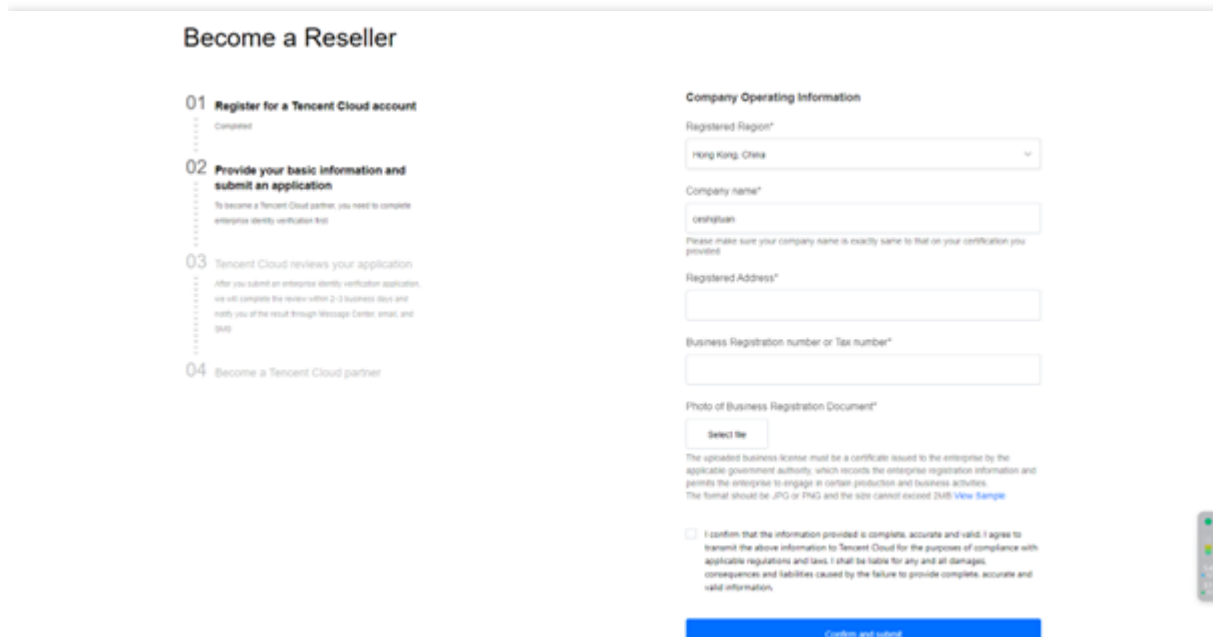 Become a Reseller
01 Register for a Tencent Cloud account
Completed
02 Provide your basic information and
submit an application
To become a Tencent Cloud partner, you need to complete
enterprise identity verification first
03 Tencent Cloud reviews your application
After you submit an enterprise identity verification application,
we will complete the review within 2-3 business days and
notify you of the result through Message Center, email, and
SMS
04 Become a Tencent Cloud partner
Company Operating Information
Registered Region*
Hong Kong, China
Company name*
ceshijituan
Please make sure your company name is exactly same to that on your certification you
provided
Registered Address*
Business Registration number or Tax number*
Photo of Business Registration Document*
Select file
The uploaded business license must be a certificate issued to the enterprise by the
applicable government authority, which records the enterprise registration information and
permits the enterprise to engage in certain production and business activities.
The format should be JPG or PNG and the size cannot exceed 2MB View Sample
I confirm that the information provided is complete, accurate and valid. I agree to
transmit the above information to Tencent Cloud for the purposes of compliance with
applicable regulations and laws. I shall be liable for any and all damages,
consequences and liabilities caused by the failure to provide complete, accurate and
valid information.
Confirm and submit